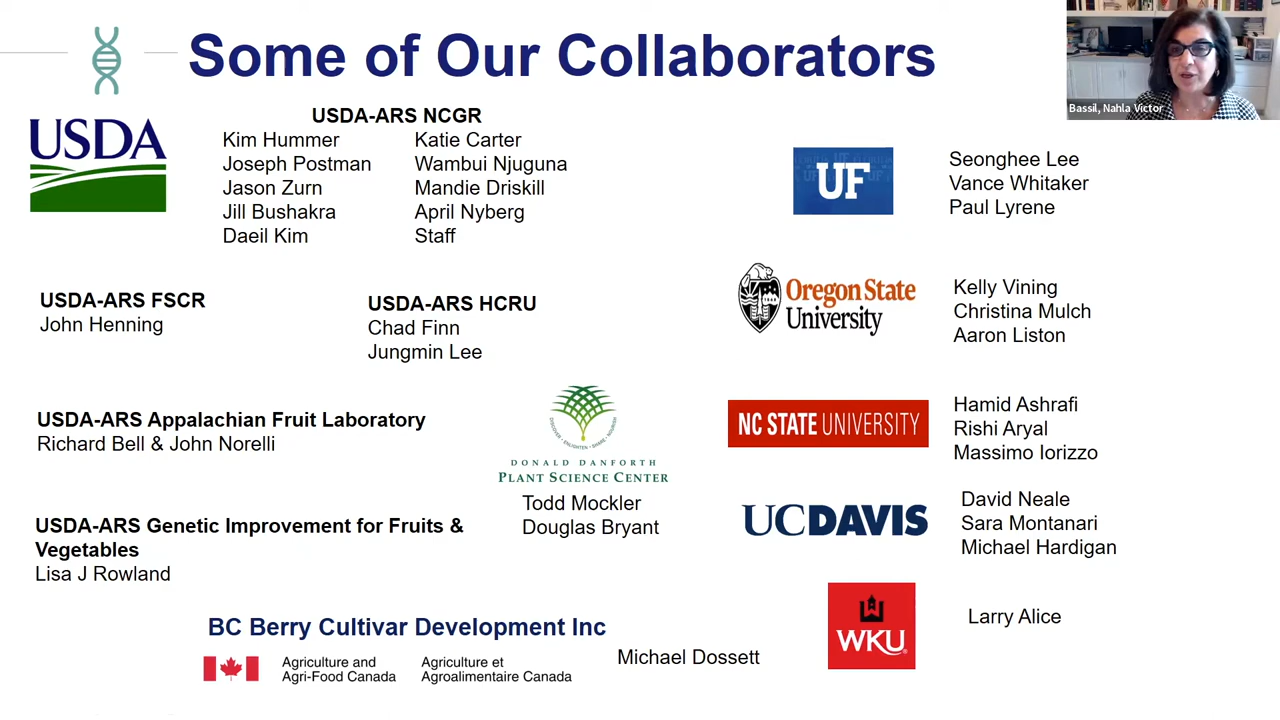 Some of Our Collaborators
Bassil, Nahla Victor
USDA
USDA-ARS NCGR
Kim Hummer
Joseph Postman
Jason Zurn
Jill Bushakra
Daeil Kim
Katie Carter
Wambui Njuguna
Mandie Driskill
April Nyberg
Staff
UF
Seonghee Lee
Vance Whitaker
Paul Lyrene
USDA-ARS FSCR
John Henning
USDA-ARS HCRU
Chad Finn
Jungmin Lee
Oregon State
University
Kelly Vining
Christina Mulch
Aaron Liston
USDA-ARS Appalachian Fruit Laboratory
Richard Bell & John Norelli
DISCOVER · ENLIGHTEN · SHARE · NOURISH
DONALD DANFORTH
PLANT SCIENCE CENTER
Todd Mockler
Douglas Bryant
NC STATE UNIVERSITY
Hamid Ashrafi
Rishi Aryal
Massimo Iorizzo
USDA-ARS Genetic Improvement for Fruits &
Vegetables
Lisa J Rowland
UCDAVIS
David Neale
Sara Montanari
Michael Hardigan
BC Berry Cultivar Development Inc
Agriculture and
Agri-Food Canada
Agriculture et
Agroalimentaire Canada
Michael Dossett
WKU
Larry Alice